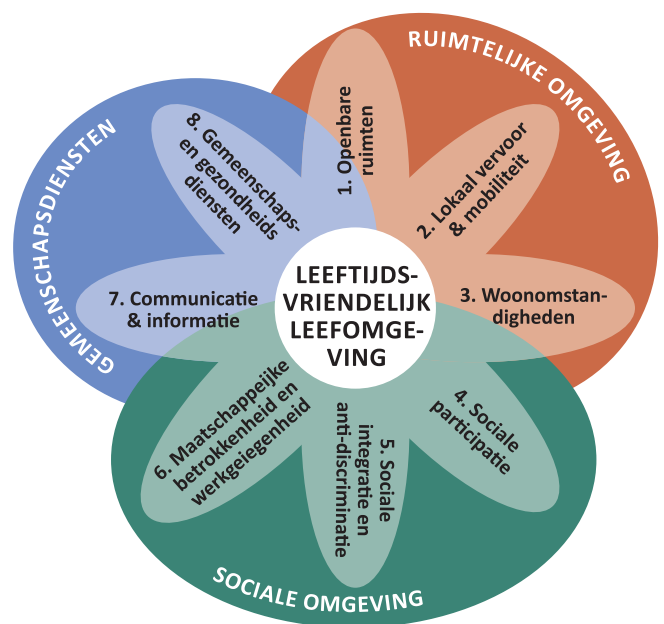 RUIMTELIJKE OMGEVING
GEMEENSCHAPSDIENSTEN
SOCIALE OMGEVING
LEEFTIJDS-
VRIENDELIJK
LEEFOMGE-
VING
1. Openbare
ruimten
2. Lokaal vervoer
& mobiliteit
3. Woonomstan-
digheden
4. Sociale
participatie
5. Sociale
integratie en
anti-discriminatie
6. Maatschappeijke
betrokkenheid en
werkgeiegenheid
7. Communicatie
& informatie
8. Gemeenschaps-
en gezondheids
diensten